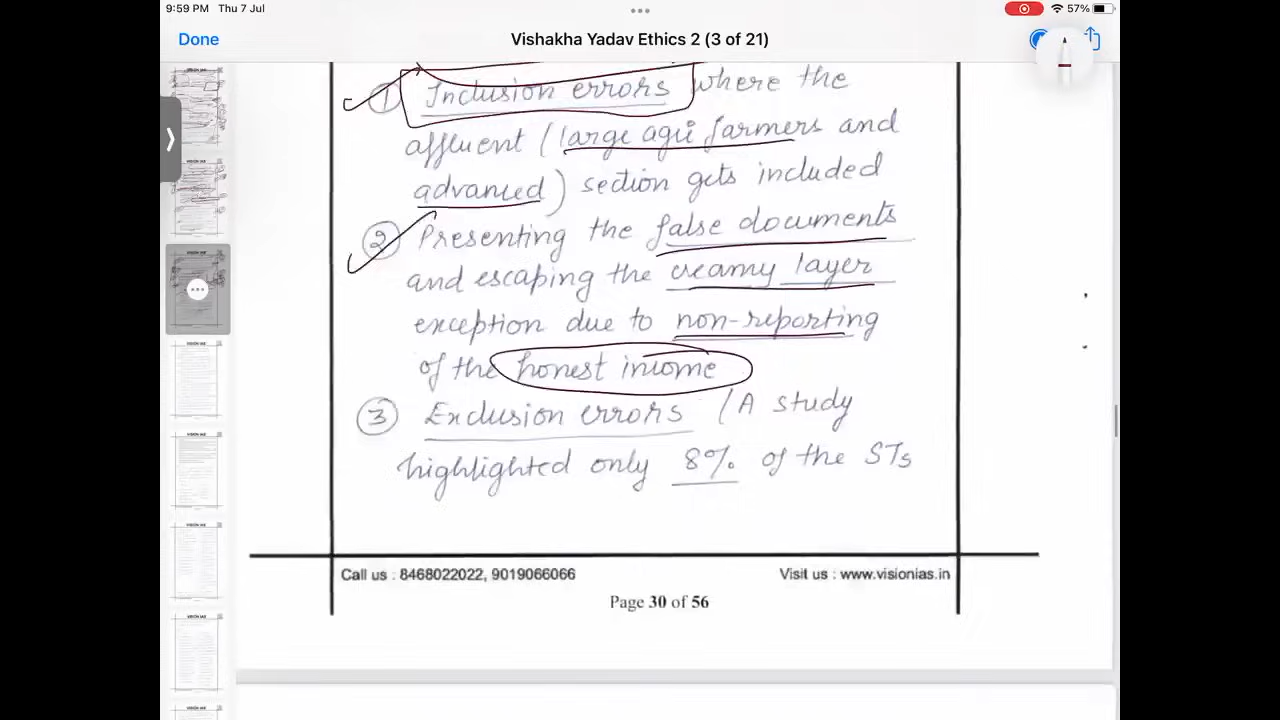 9:59 PM Thu 7 Jul
57%
Done
Vishakha Yadav Ethics 2 (3 of 21)
① Inclusion errors where the
affluent (large agri farmers and
advanced) section gets included
② Presenting the false documents
and escaping the creamy layer
exception due to non-reporting
of the honest income
③ Exclusion errors (A study
highlighted only 8% of the STs
Call us : 8468022022, 9019066066
Visit us : www.visionias.in
Page 30 of 56